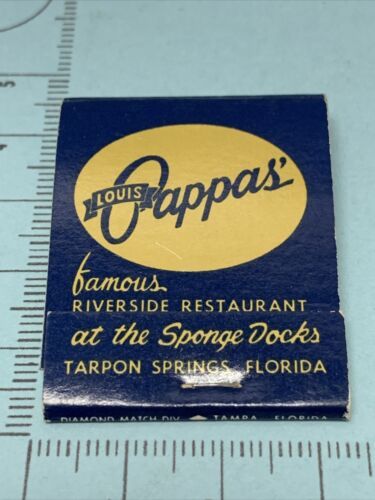 LOUIS
Pappas'
famous
RIVERSIDE RESTAURANT
at the Sponge Docks
TARPON SPRINGS, FLORIDA
DIAMOND MATCH DIV. TAMPA, FLORIDA